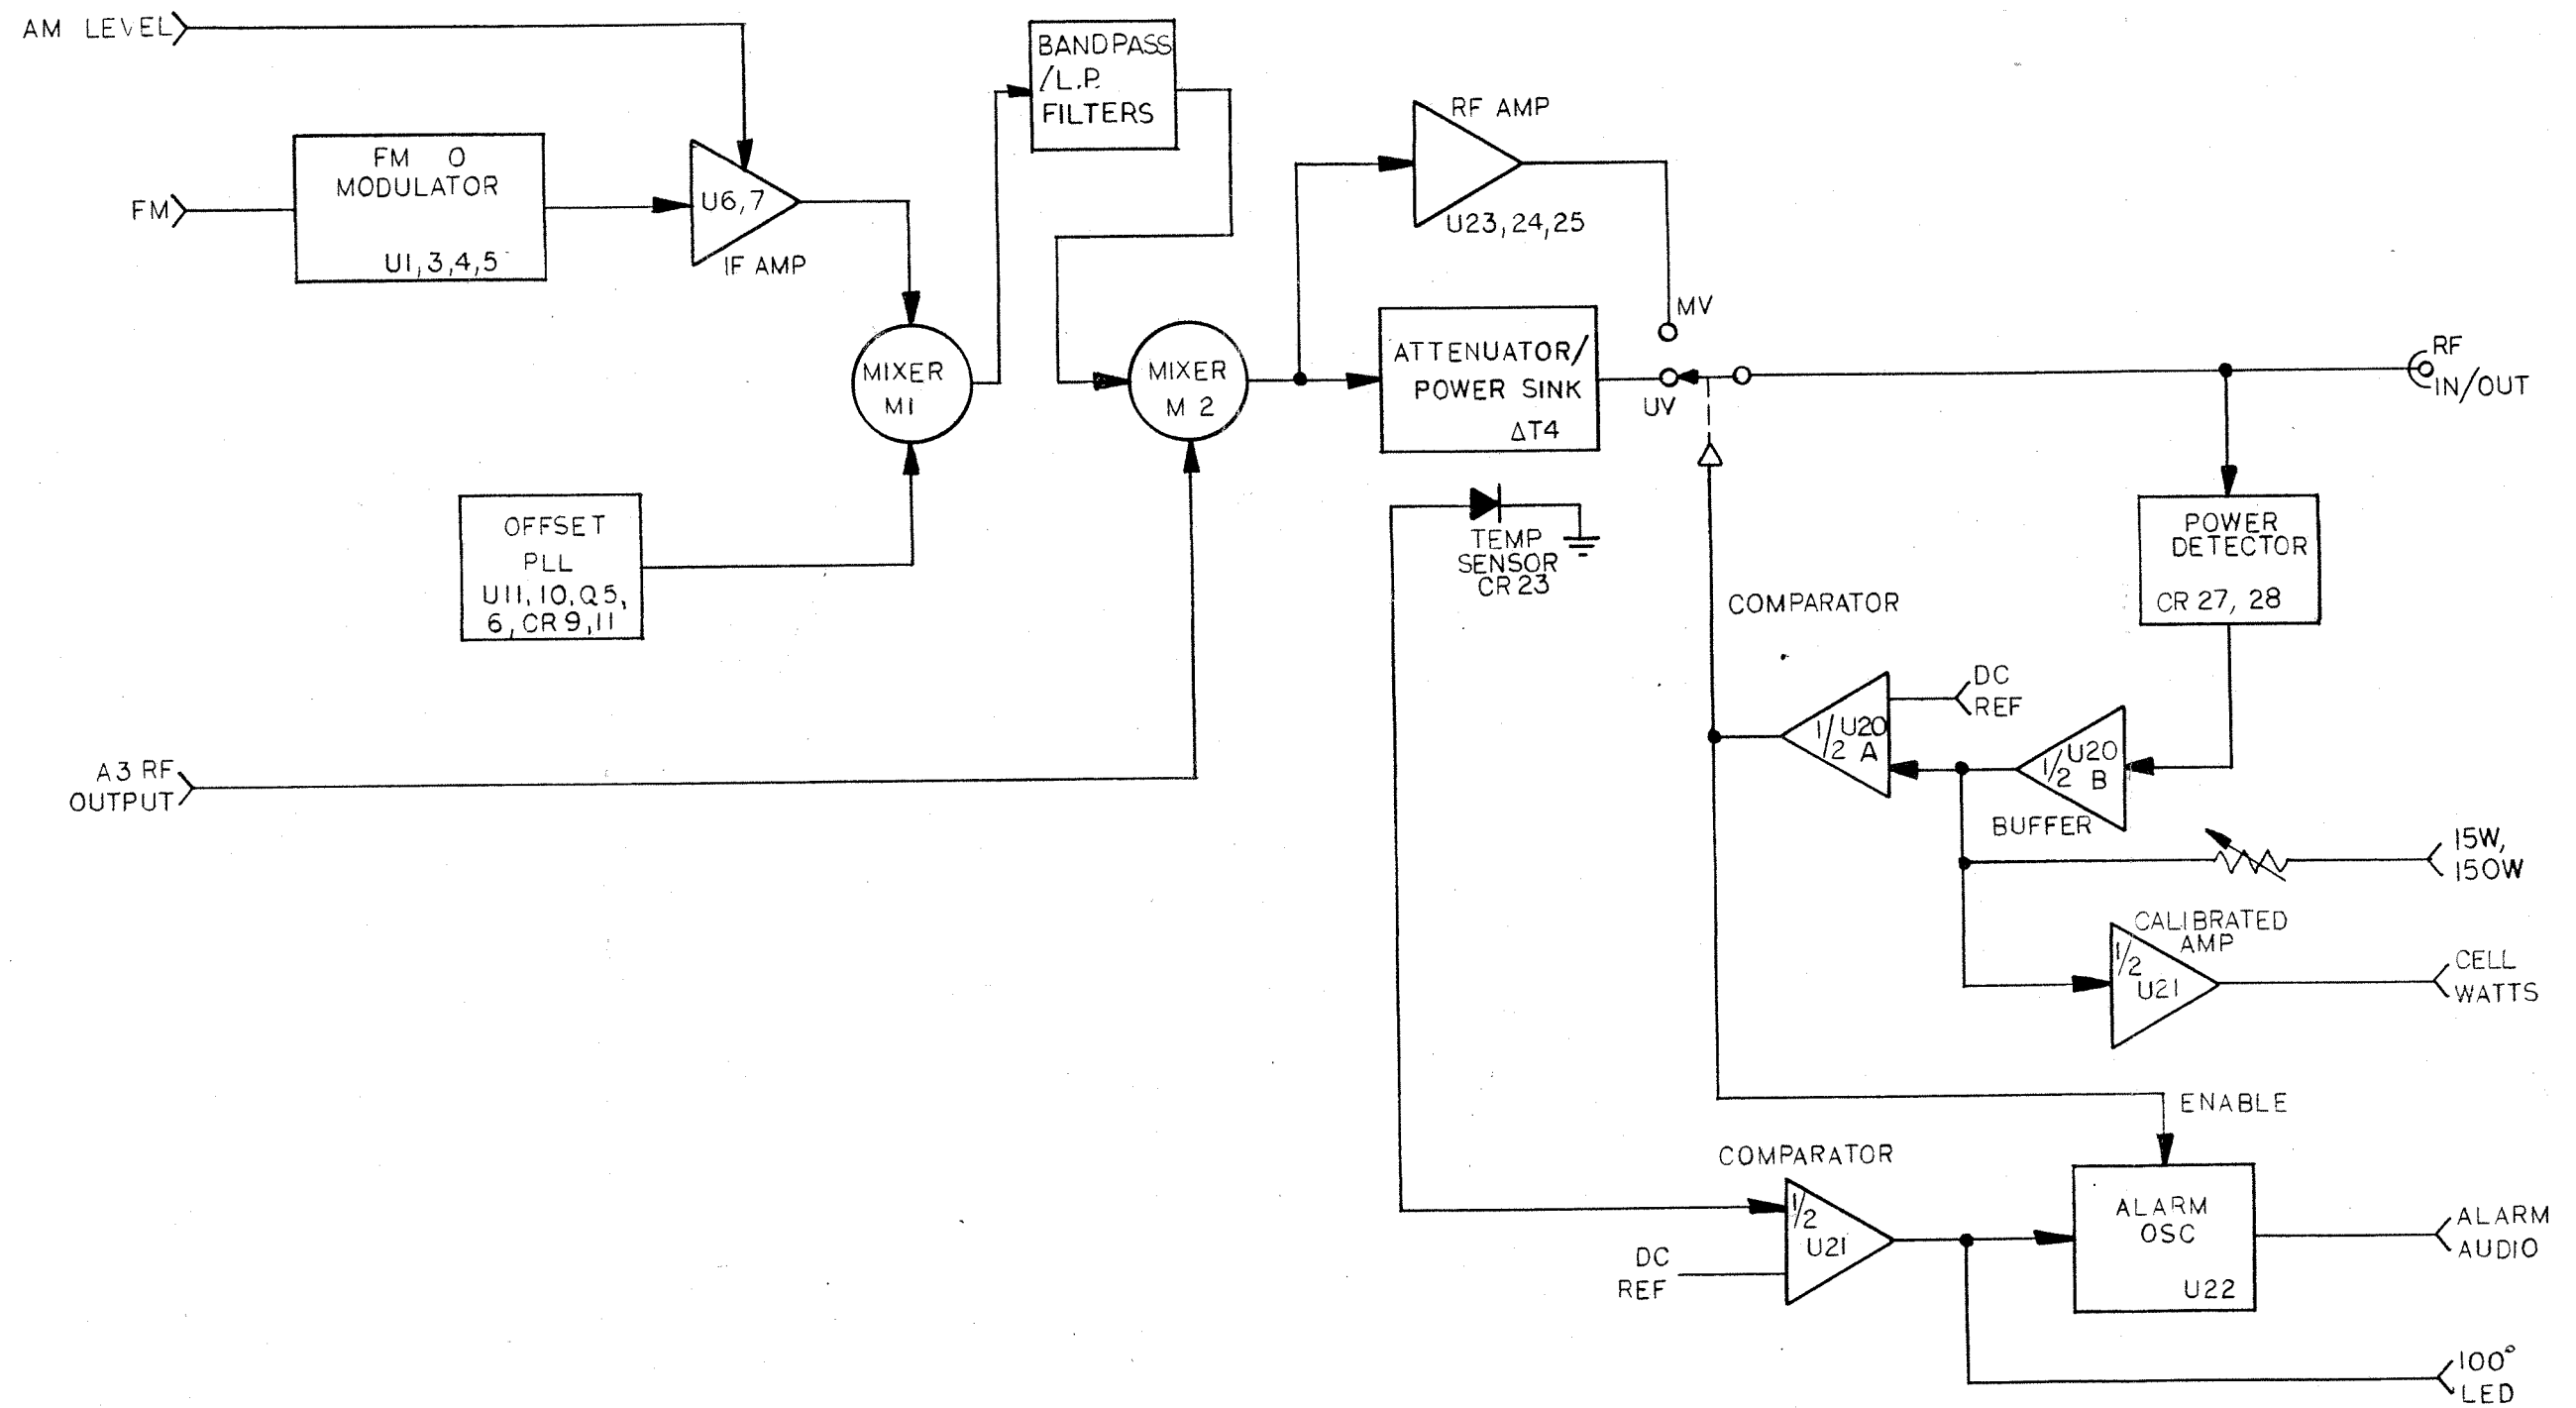 AM LEVEL
BANDPASS
/L.P.
FILTERS
RF AMP
FM O
MODULATOR
U1, 3, 4, 5
FM
U6, 7
IF AMP
U23, 24, 25
MV
MIXER
M1
MIXER
M 2
ATTENUATOR/
POWER SINK
ΔT4
UV
RF
IN/OUT
OFFSET
PLL
U11, 10, Q5,
6, CR 9, 11
TEMP
SENSOR
CR 23
POWER
DETECTOR
CR 27, 28
COMPARATOR
DC
REF
1/2 U20
A
1/2 U20
B
BUFFER
A3 RF
OUTPUT
15W,
150W
CALIBRATED
AMP
1/2
U21
CELL
WATTS
ENABLE
COMPARATOR
1/2
U21
DC
REF
ALARM
OSC
U22
ALARM
AUDIO
100°
LED